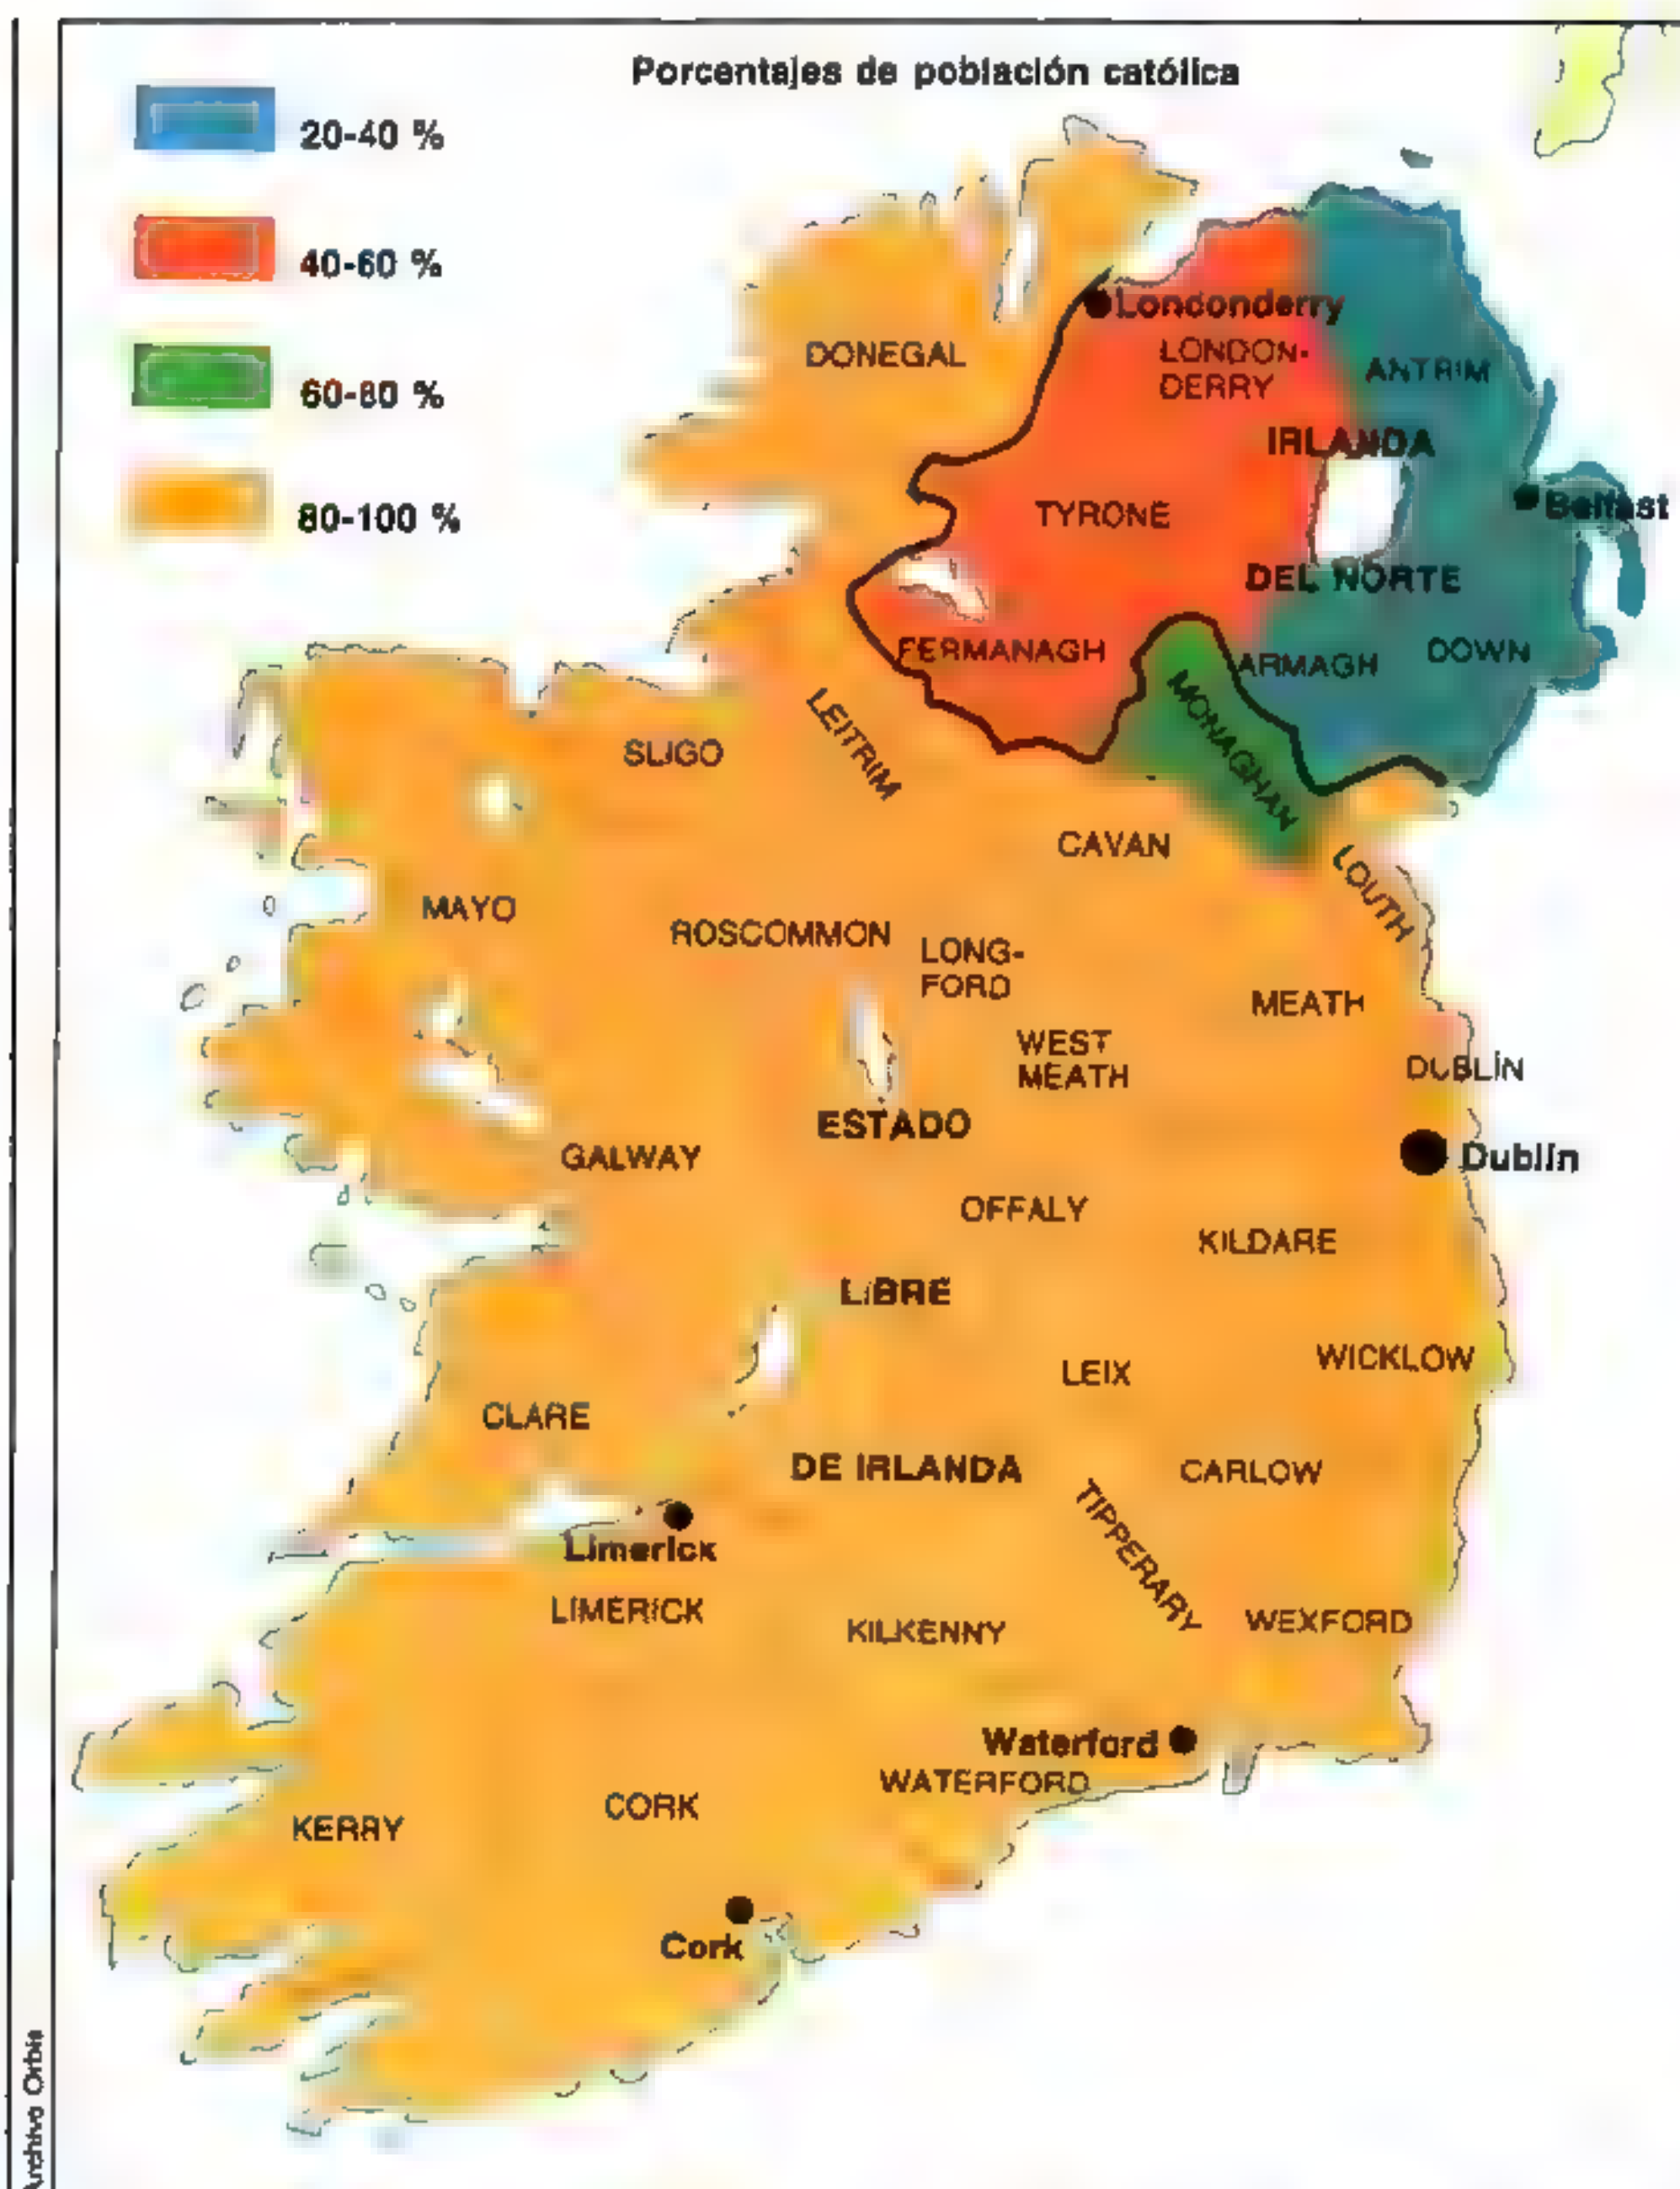 Porcentajes de población católica
20-40 %
40-60 %
60-80 %
80-100 %
Londonderry
DONEGAL
LONDON-
DERRY
ANTRIM
IRLANDA
Belfast
TYRONE
DEL NORTE
FERMANAGH
ARMAGH
DOWN
MONAGHAN
LEITRIM
SLIGO
CAVAN
LOUTH
MAYO
ROSCOMMON
LONG-
FORD
MEATH
WEST
MEATH
DUBLÍN
ESTADO
GALWAY
Dublín
OFFALY
KILDARE
LIBRE
WICKLOW
LEIX
CLARE
DE IRLANDA
CARLOW
TIPPERARY
Limerick
LIMERICK
KILKENNY
WEXFORD
Waterford
WATERFORD
CORK
KERRY
Cork
Archivo Orbis